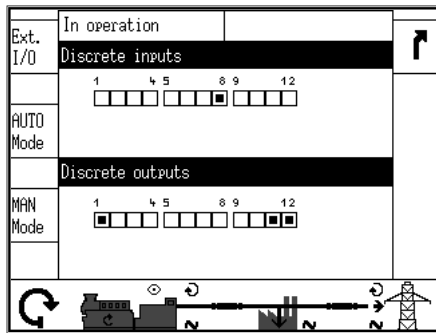 In operation
Ext.
I/O
Discrete inputs
1 4 5 8 9 12
AUTO
Mode
Discrete outputs
MAN
Mode
1 4 5 8 9 12